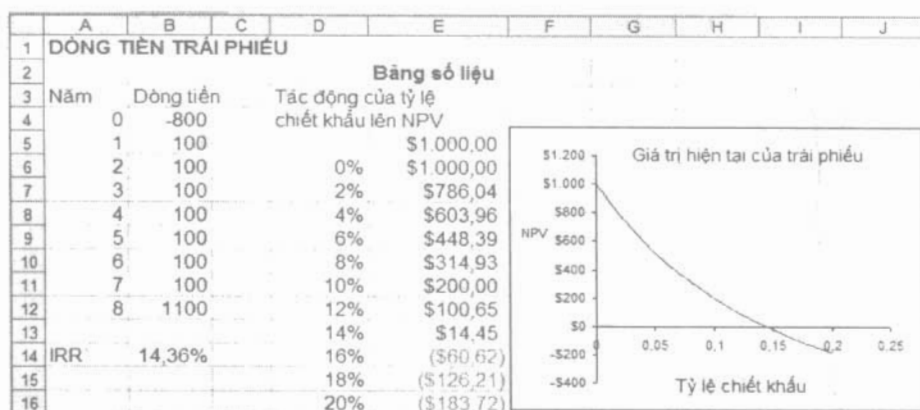 A B C D E F G H I J
1 DÒNG TIỀN TRÁI PHIẾU
2 Bảng số liệu
3 Năm Dòng tiền Tác động của tỷ lệ
4 0 -800 chiết khấu lên NPV
5 1 100 $1.000,00
6 2 100 0% $1.000,00
7 3 100 2% $786,04
8 4 100 4% $603,96
9 5 100 6% $448,39
10 6 100 8% $314,93
11 7 100 10% $200,00
12 8 1100 12% $100,65
13 14% $14,45
14 IRR 14,36% 16% ($60,62)
15 18% ($126,21)
16 20% ($183,72)
Giá trị hiện tại của trái phiếu
$1.200
$1.000
$800
NPV $600
$400
$200
$0
-$200
-$400
0 0,05 0,1 0,15 0,2 0,25
Tỷ lệ chiết khấu